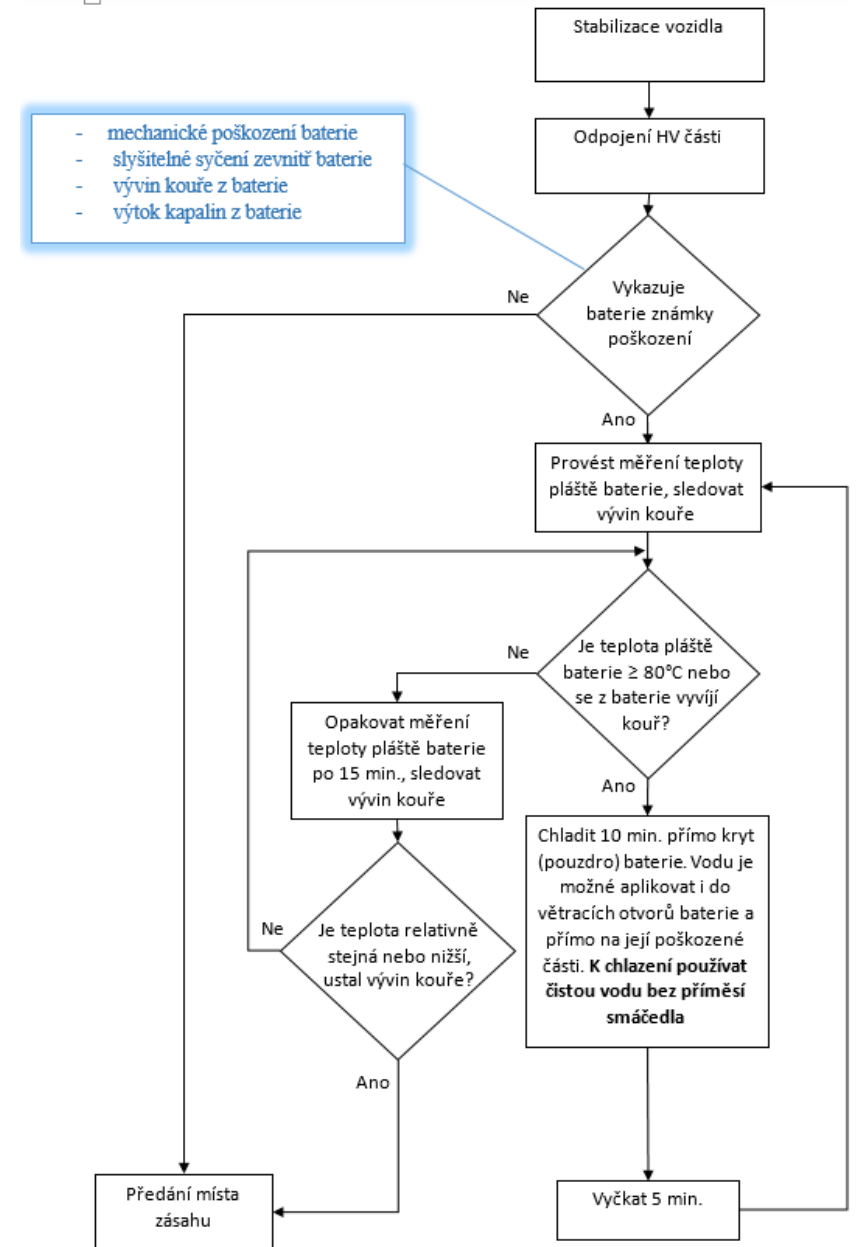 Stabilizace vozidla
Odpojení HV části
- mechanické poškození baterie
- slyšitelné syčení zevnitř baterie
- vývin kouře z baterie
- výtok kapalin z baterie
Vykazuje
baterie známky
poškození
Ne
Ano
Provést měření teploty
pláště baterie, sledovat
vývin kouře
Je teplota pláště
baterie ≥ 80°C nebo
se z baterie vyvíjí
kouř?
Ne
Opakovat měření
teploty pláště baterie
po 15 min., sledovat
vývin kouře
Ano
Chladit 10 min. přímo kryt
(pouzdro) baterie. Vodu je
možné aplikovat i do
větracích otvorů baterie a
přímo na její poškozené
části. K chlazení používat
čistou vodu bez příměsí
smáčedla
Ne
Je teplota relativně
stejná nebo nižší,
ustal vývin kouře?
Ano
Předání místa
zásahu
Vyčkat 5 min.